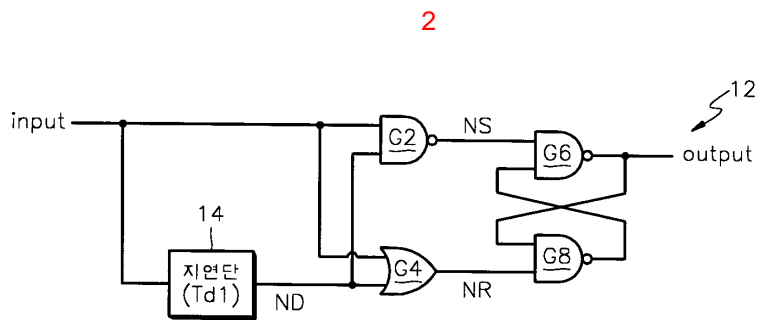 2
12
input
G2
NS
G6
output
14
지연단
(Td1)
ND
G4
NR
G8